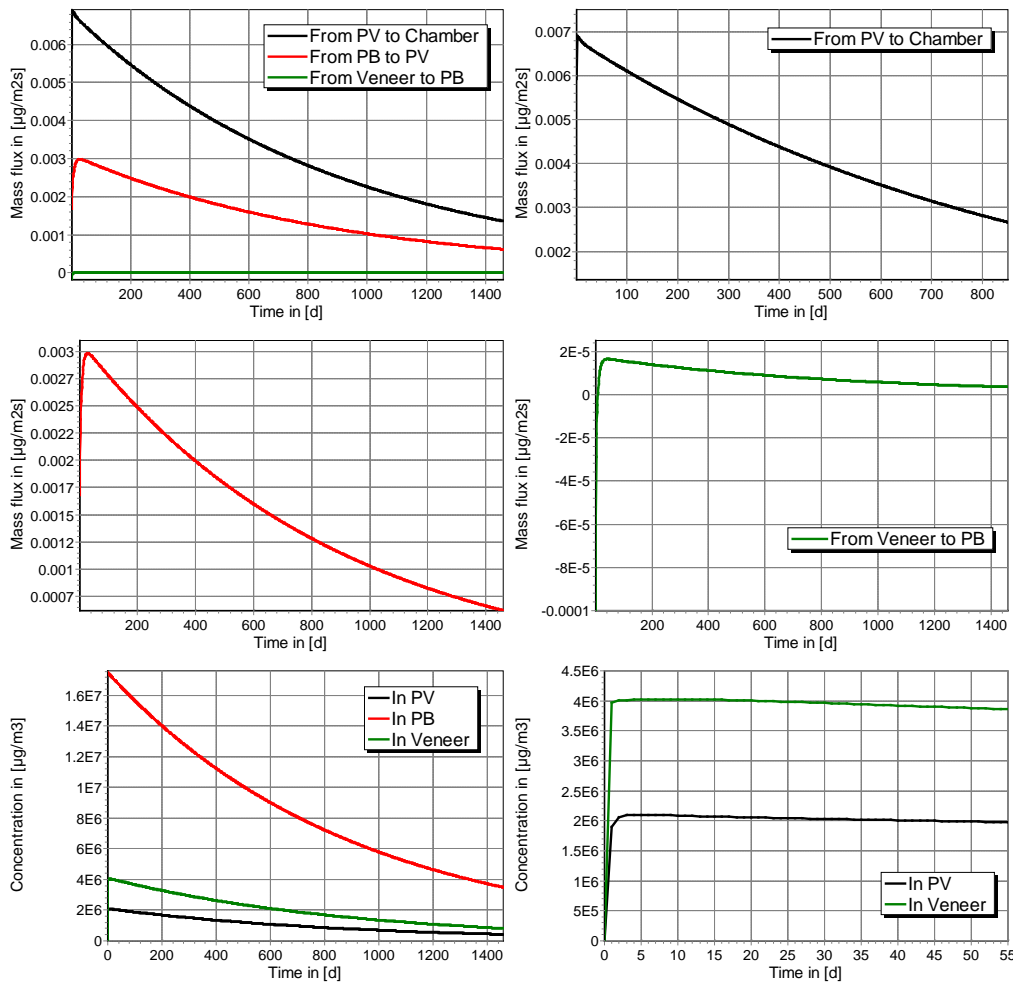 0.006
0.005
0.004
0.003
0.002
0.001
0
Mass flux in [µg/m2s]
From PV to Chamber
From PB to PV
From Veneer to PB
200 400 600 800 1000 1200 1400
Time in [d]
0.007
0.006
0.005
0.004
0.003
0.002
Mass flux in [µg/m2s]
From PV to Chamber
100 200 300 400 500 600 700 800
Time in [d]
0.003
0.0027
0.0025
0.0022
0.002
0.0017
0.0015
0.0012
0.001
0.0007
Mass flux in [µg/m2s]
200 400 600 800 1000 1200 1400
Time in [d]
2E-5
0
-2E-5
-4E-5
-6E-5
-8E-5
-0.0001
Mass flux in [µg/m2s]
From Veneer to PB
200 400 600 800 1000 1200 1400
Time in [d]
1.6E7
1.4E7
1.2E7
1E7
8E6
6E6
4E6
2E6
0
Concentration in [µg/m3]
In PV
In PB
In Veneer
0 200 400 600 800 1000 1200 1400
Time in [d]
4.5E6
4E6
3.5E6
3E6
2.5E6
2E6
1.5E6
1E6
5E5
0
Concentration in [µg/m3]
In PV
In Veneer
0 5 10 15 20 25 30 35 40 45 50 55
Time in [d]